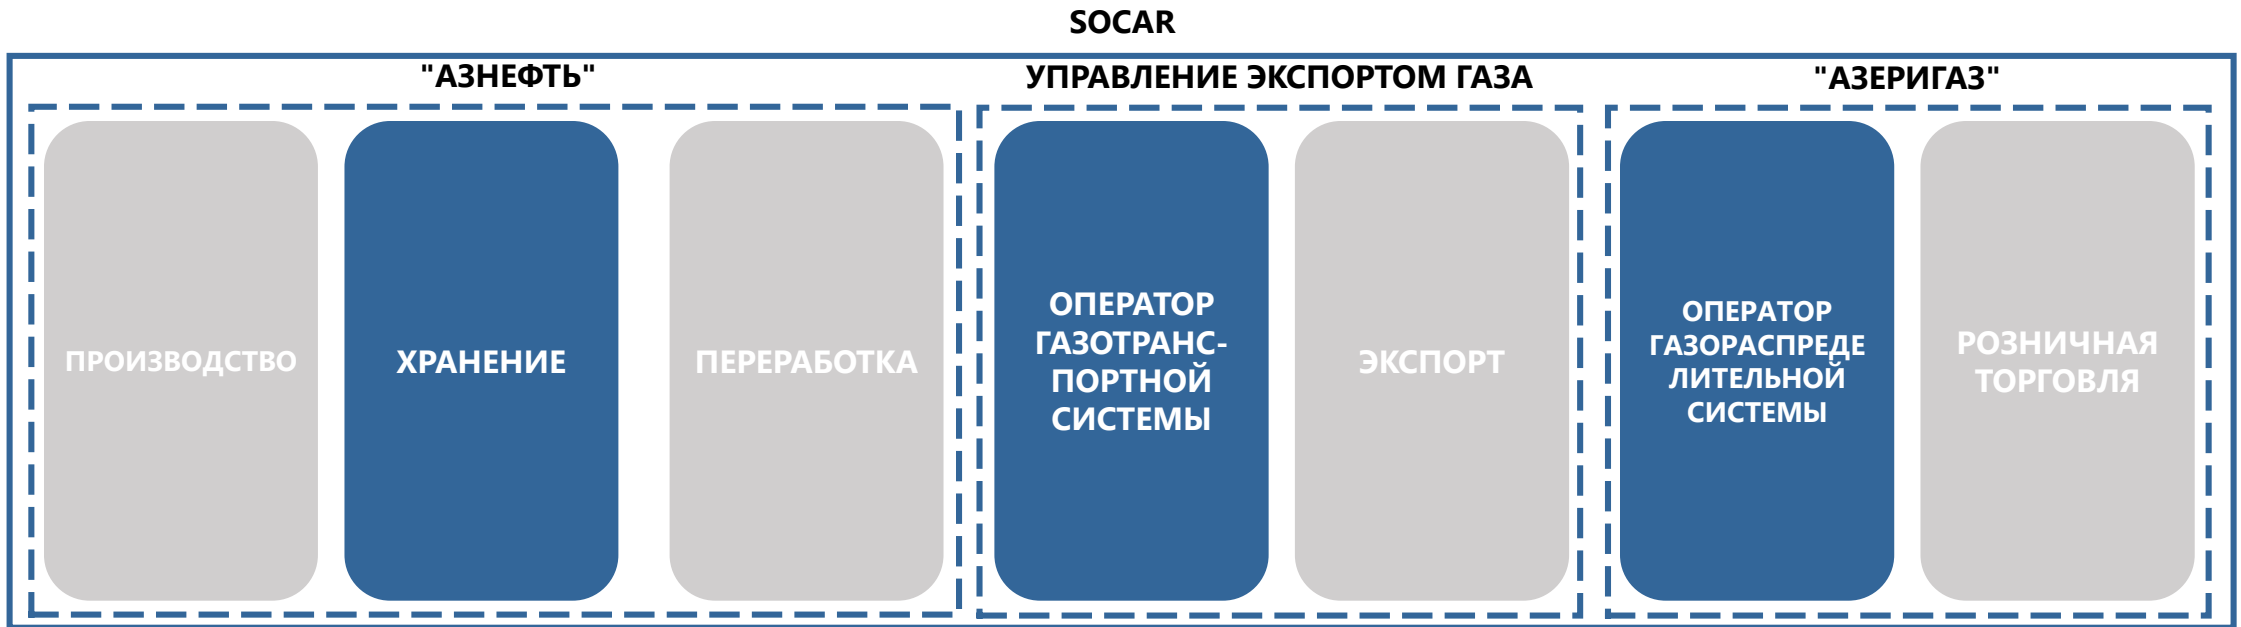 SOCAR
"АЗНЕФТЬ"
УПРАВЛЕНИЕ ЭКСПОРТОМ ГАЗА
"АЗЕРИГАЗ"
ПРОИЗВОДСТВО
ХРАНЕНИЕ
ПЕРЕРАБОТКА
ОПЕРАТОР
ГАЗОТРАНС-
ПОРТНОЙ
СИСТЕМЫ
ЭКСПОРТ
ОПЕРАТОР
ГАЗОРАСПРЕДЕ
ЛИТЕЛЬНОЙ
СИСТЕМЫ
РОЗНИЧНАЯ
ТОРГОВЛЯ